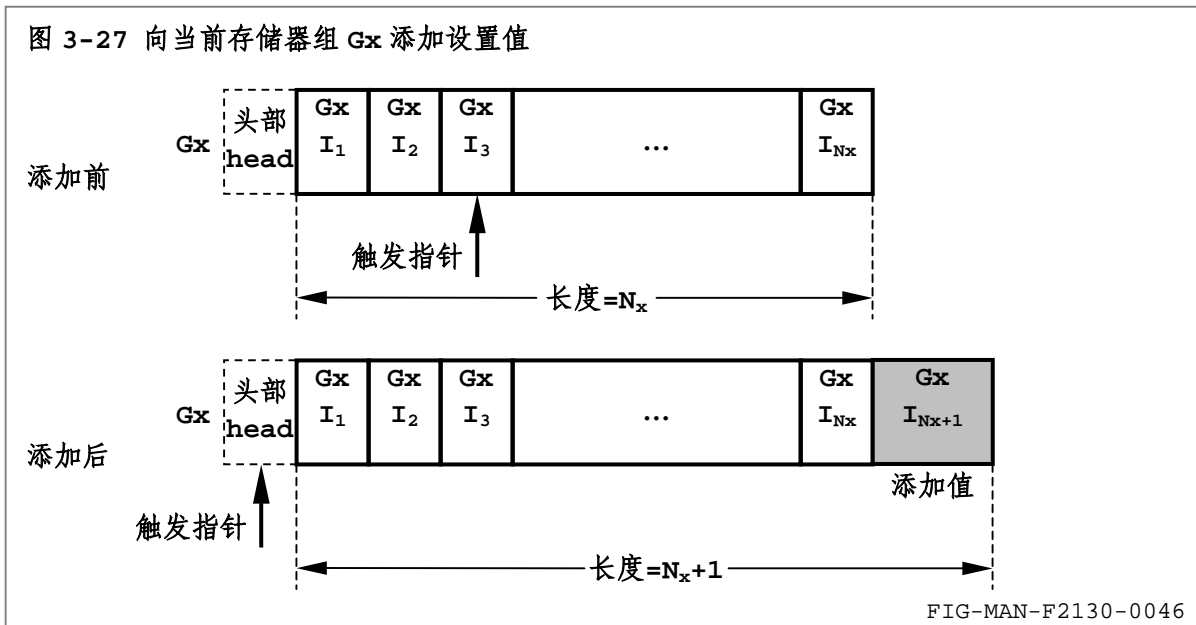 图 3-27 向当前存储器组 Gx 添加设置值
Gx Gx Gx Gx
头部
Gx I₁ I₂ I₃ … I_Nx
head
添加前
触发指针
长度=Nₓ
Gx Gx Gx Gx Gx
头部
Gx I₁ I₂ I₃ … I_Nx I_Nx+1
head
添加后
添加值
触发指针
长度=Nₓ+1
FIG-MAN-F2130-0046